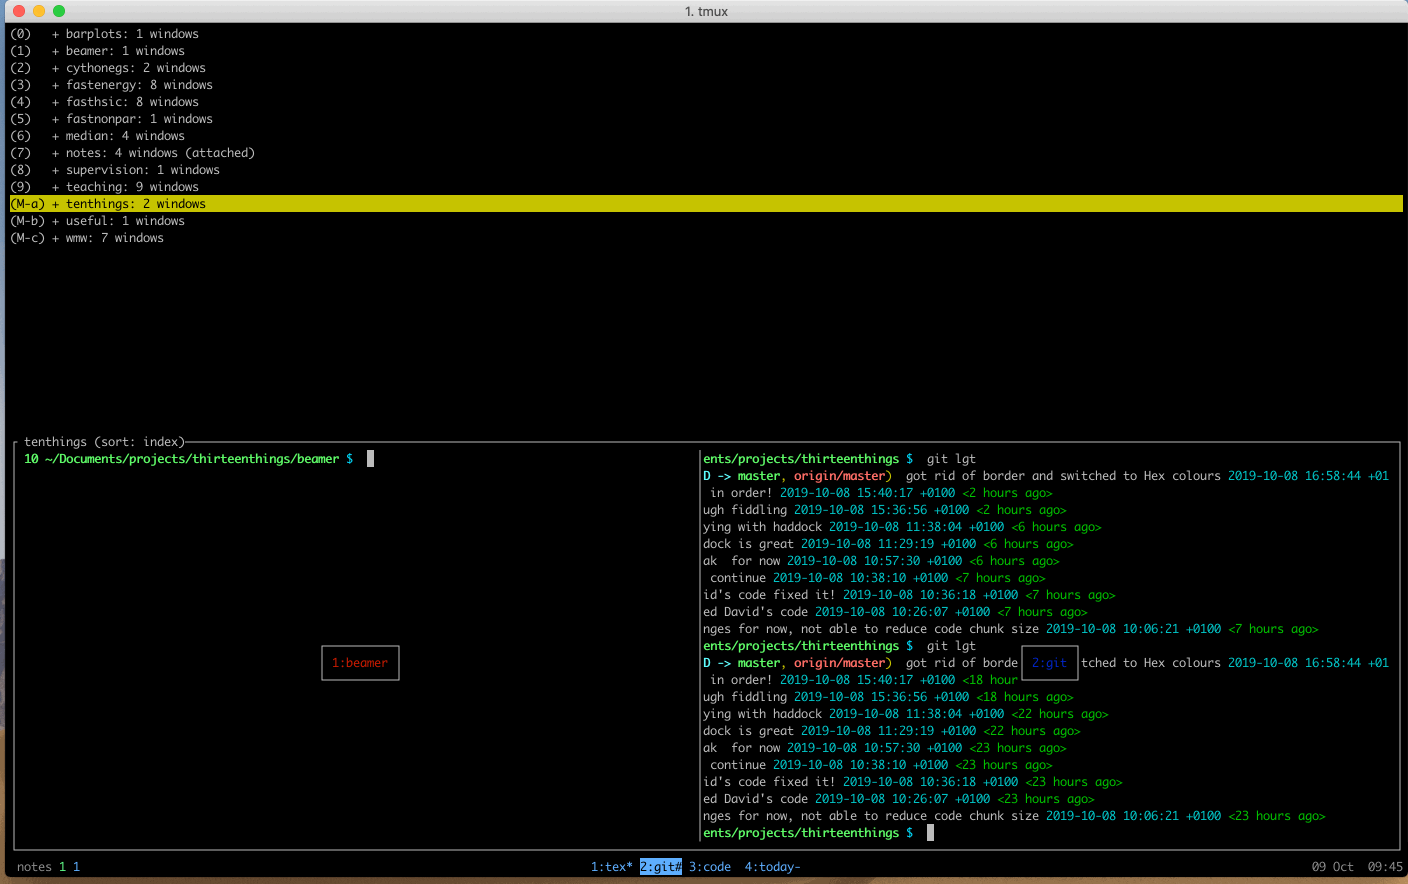 1. tmux
(0)   + barplots: 1 windows
(1)   + beamer: 1 windows
(2)   + cythonegs: 2 windows
(3)   + fastenergy: 8 windows
(4)   + fasthsic: 8 windows
(5)   + fastnonpar: 1 windows
(6)   + median: 4 windows
(7)   + notes: 4 windows (attached)
(8)   + supervision: 1 windows
(9)   + teaching: 9 windows
(M-a) + tenthings: 2 windows
(M-b) + useful: 1 windows
(M-c) + wmw: 7 windows
tenthings (sort: index)
10 ~/Documents/projects/thirteenthings/beamer $
1:beamer
ents/projects/thirteenthings $  git lgt
D -> master, origin/master)  got rid of border and switched to Hex colours 2019-10-08 16:58:44 +01
in order! 2019-10-08 15:40:17 +0100 <2 hours ago>
ugh fiddling 2019-10-08 15:36:56 +0100 <2 hours ago>
ying with haddock 2019-10-08 11:38:04 +0100 <6 hours ago>
dock is great 2019-10-08 11:29:19 +0100 <6 hours ago>
ak  for now 2019-10-08 10:57:30 +0100 <6 hours ago>
continue 2019-10-08 10:38:10 +0100 <7 hours ago>
id's code fixed it! 2019-10-08 10:36:18 +0100 <7 hours ago>
ed David's code 2019-10-08 10:26:07 +0100 <7 hours ago>
nges for now, not able to reduce code chunk size 2019-10-08 10:06:21 +0100 <7 hours ago>
ents/projects/thirteenthings $  git lgt
D -> master, origin/master)  got rid of borde 2:git tched to Hex colours 2019-10-08 16:58:44 +01
in order! 2019-10-08 15:40:17 +0100 <18 hour
ugh fiddling 2019-10-08 15:36:56 +0100 <18 hours ago>
ying with haddock 2019-10-08 11:38:04 +0100 <22 hours ago>
dock is great 2019-10-08 11:29:19 +0100 <22 hours ago>
ak  for now 2019-10-08 10:57:30 +0100 <23 hours ago>
continue 2019-10-08 10:38:10 +0100 <23 hours ago>
id's code fixed it! 2019-10-08 10:36:18 +0100 <23 hours ago>
ed David's code 2019-10-08 10:26:07 +0100 <23 hours ago>
nges for now, not able to reduce code chunk size 2019-10-08 10:06:21 +0100 <23 hours ago>
ents/projects/thirteenthings $
notes 1 1   1:tex* 2:git# 3:code  4:today-   09 Oct  09:45